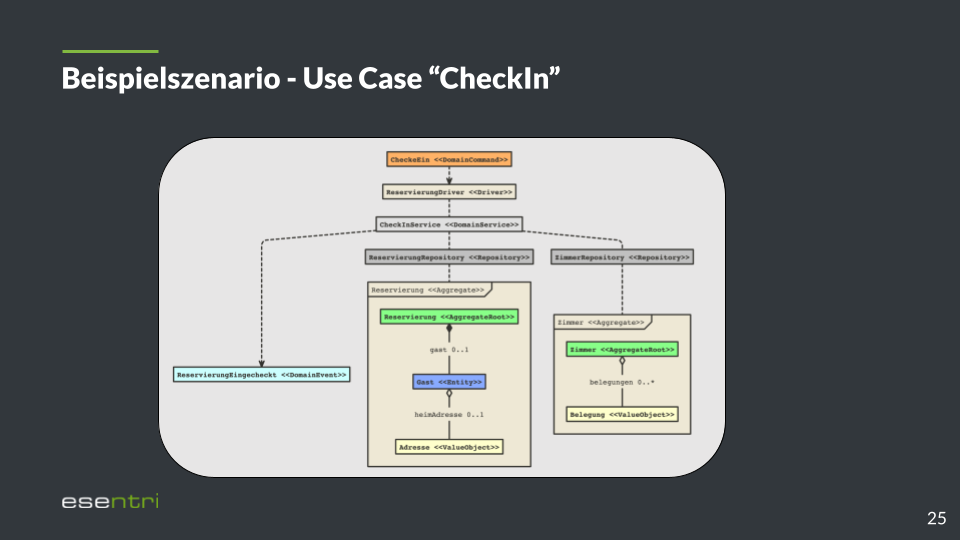 Beispielszenario - Use Case “CheckIn”
CheckeEin <<DomainCommand>>
ReservierungDriver <<Driver>>
CheckInService <<DomainService>>
ReservierungRepository <<Repository>>
ZimmerRepository <<Repository>>
Reservierung <<Aggregate>>
Reservierung <<AggregateRoot>>
Zimmer <<Aggregate>>
gast 0..1
Zimmer <<AggregateRoot>>
ReservierungEingecheckt <<DomainEvent>>
Gast <<Entity>>
belegungen 0..*
heimAdresse 0..1
Belegung <<ValueObject>>
Adresse <<ValueObject>>
esentri
25